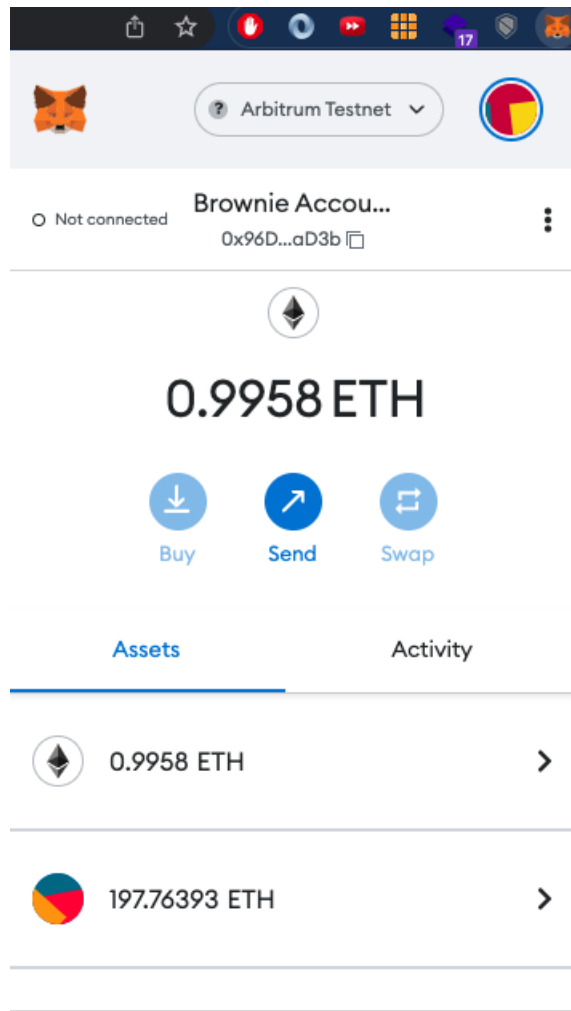 17
? Arbitrum Testnet
Not connected
Brownie Accou...
0x96D...aD3b
0.9958 ETH
Buy Send Swap
Assets Activity
0.9958 ETH
197.76393 ETH